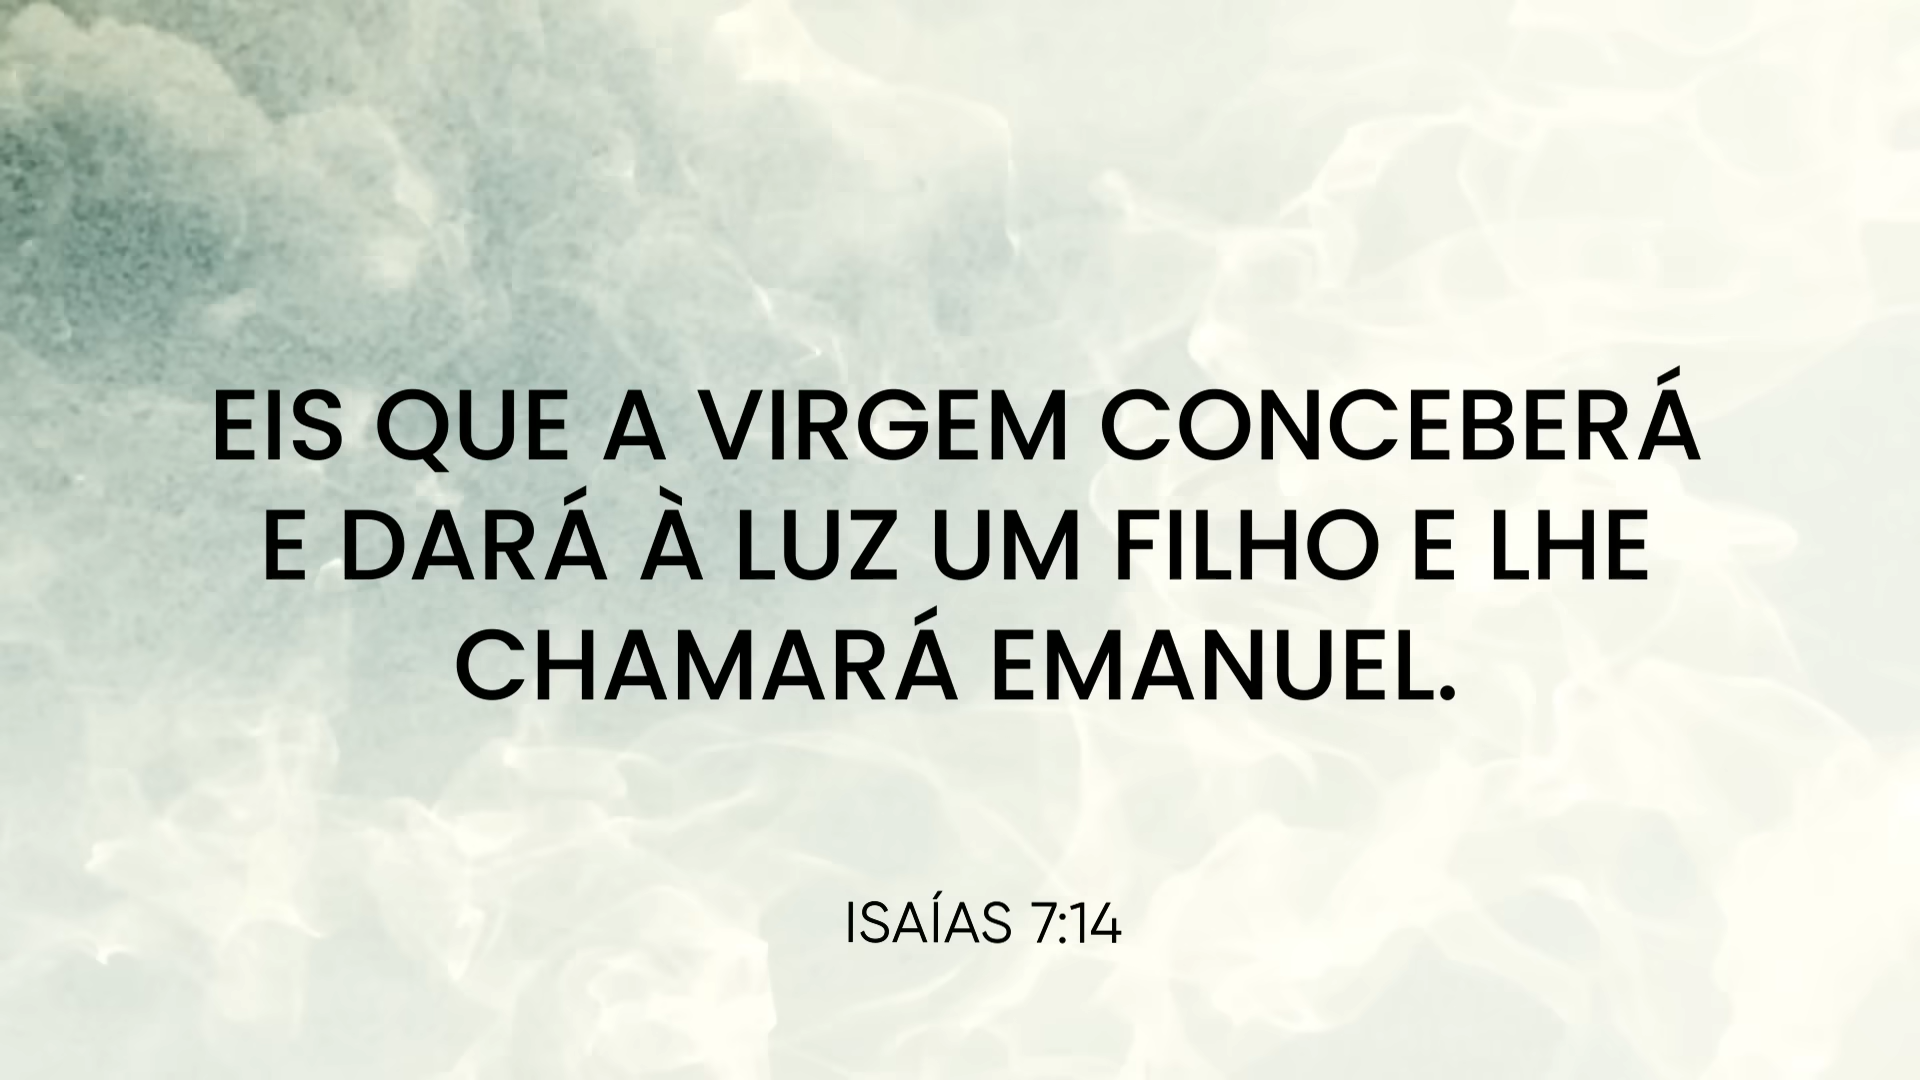 EIS QUE A VIRGEM CONCEBERÁ
E DARÁ À LUZ UM FILHO E LHE
CHAMARÁ EMANUEL.
ISAÍAS 7:14